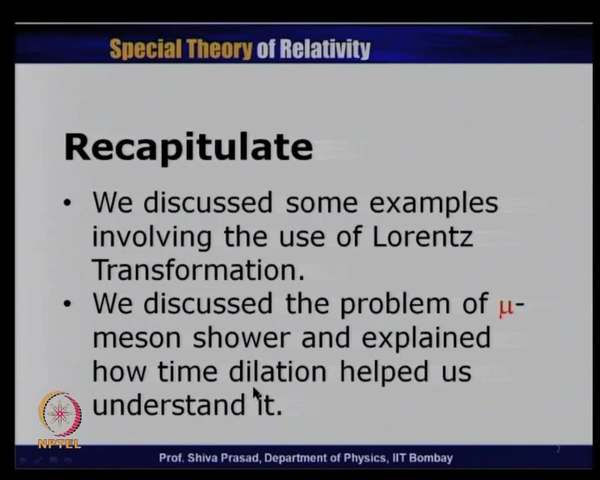 Special Theory of Relativity
Recapitulate
• We discussed some examples
involving the use of Lorentz
Transformation.
• We discussed the problem of μ-
meson shower and explained
how time dilation helped us
understand it.
NPTEL
Prof. Shiva Prasad, Department of Physics, IIT Bombay
2